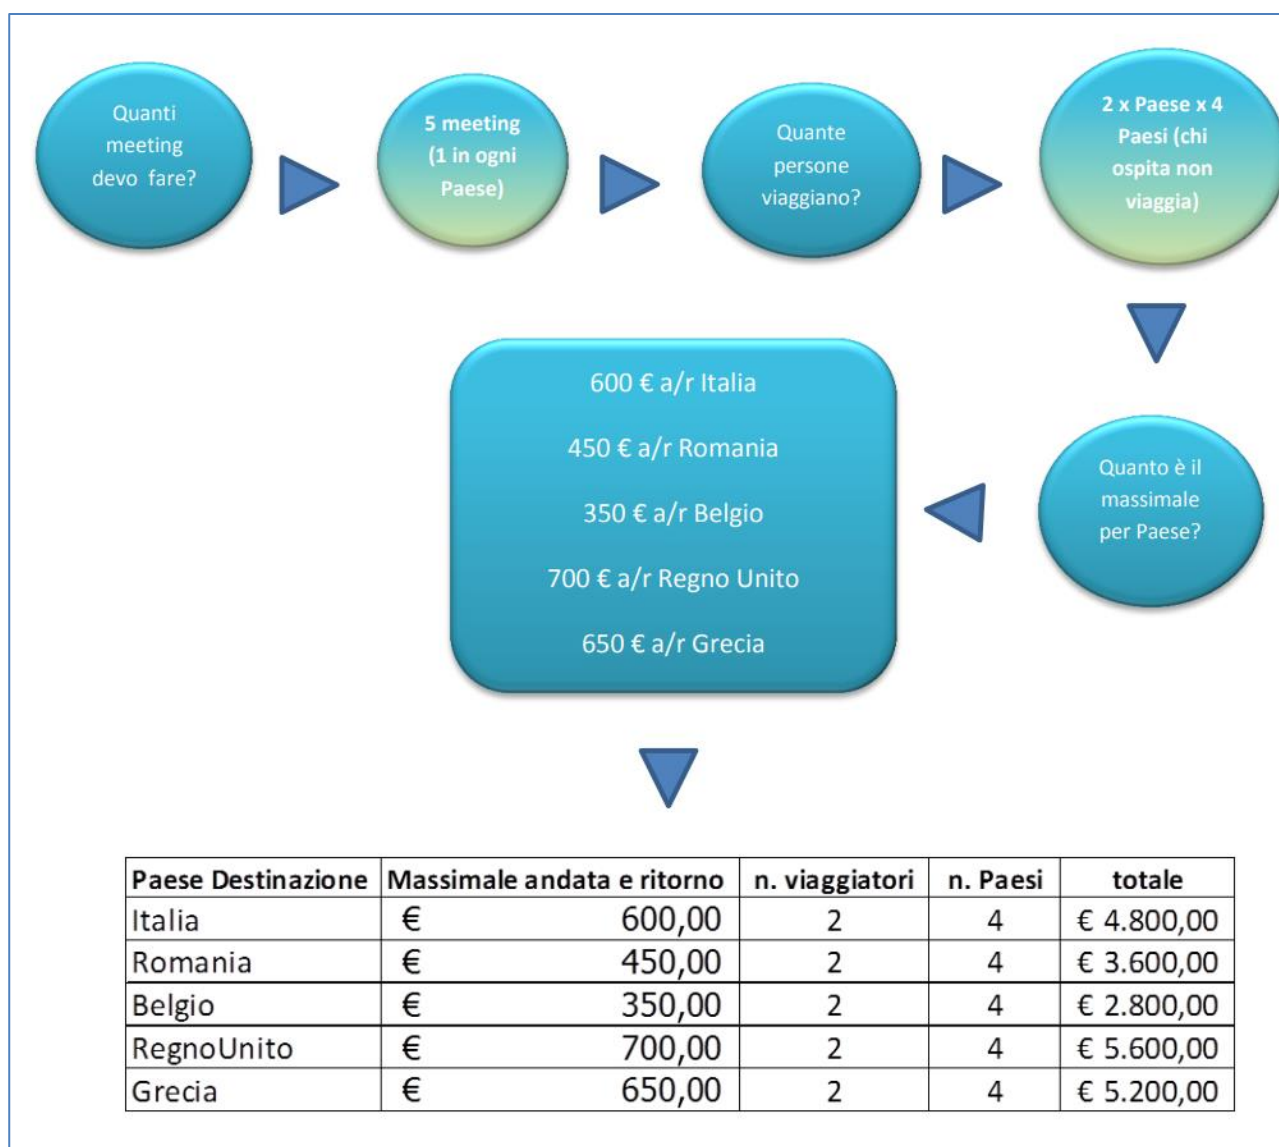 Quanti
meeting
devo fare?
5 meeting
(1 in ogni
Paese)
Quante
persone
viaggiano?
2 x Paese x 4
Paesi (chi
ospita non
viaggia)
Quanto è il
massimale
per Paese?
600 € a/r Italia
450 € a/r Romania
350 € a/r Belgio
700 € a/r Regno Unito
650 € a/r Grecia
Paese Destinazione Massimale andata e ritorno n. viaggiatori n. Paesi totale
Italia € 600,00 2 4 € 4.800,00
Romania € 450,00 2 4 € 3.600,00
Belgio € 350,00 2 4 € 2.800,00
RegnoUnito € 700,00 2 4 € 5.600,00
Grecia € 650,00 2 4 € 5.200,00